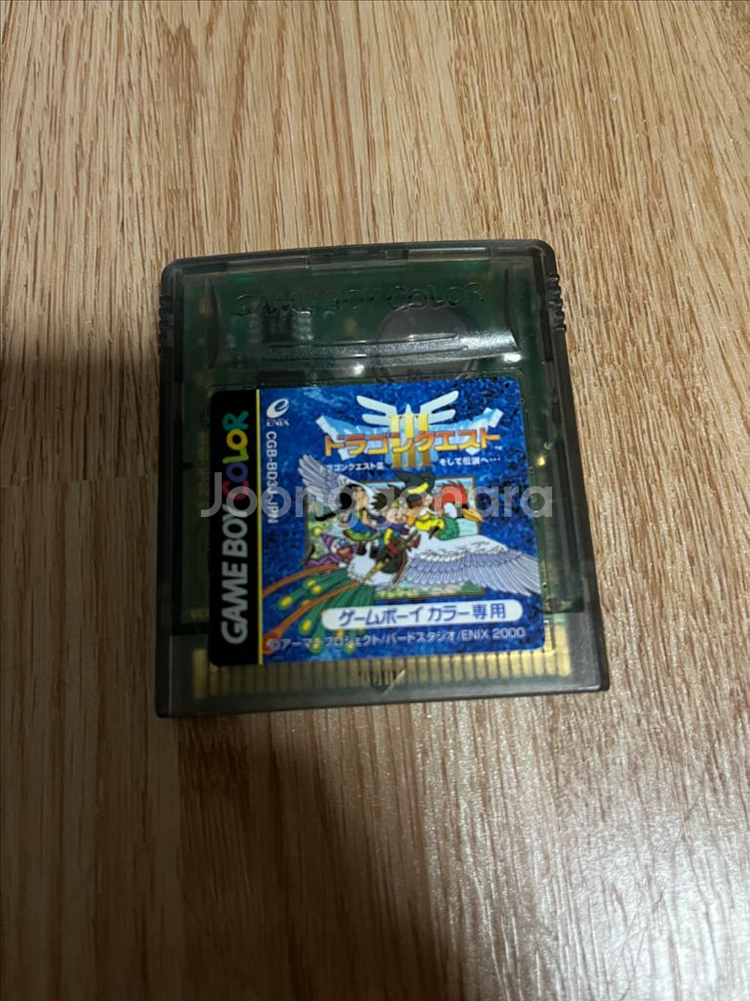 GAME BOY COLOR
GAME BOY COLOR
ENIX
CGB-BD3J-JPN
ドラゴンクエスト
III
TM
ドラゴンクエストIII
そして伝説へ…
Joonggonara
ゲームボーイ カラー専用
©アーマープロジェクト/バードスタジオ/ENIX 2000